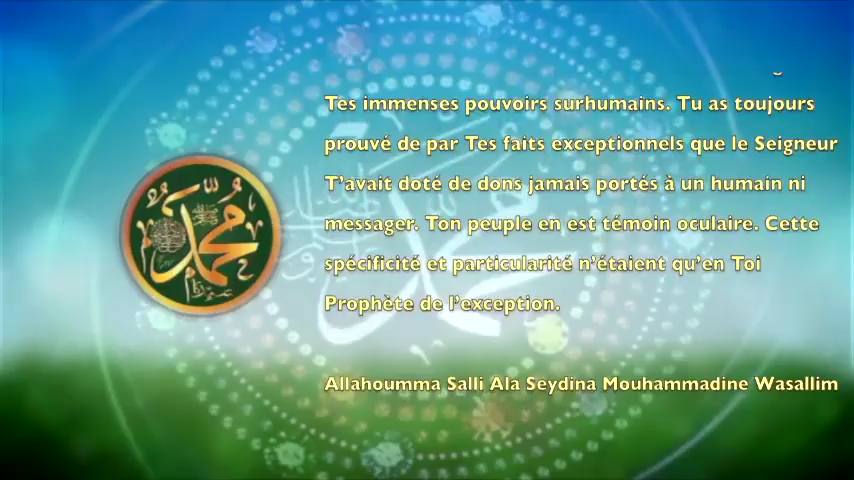 Tes immenses pouvoirs surhumains. Tu as toujours
prouvé de par Tes faits exceptionnels que le Seigneur
T'avait doté de dons jamais portés à un humain ni
messager. Ton peuple en est témoin oculaire. Cette
spécificité et particularité n'étaient qu'en Toi
Prophète de l'exception.
Allahoumma Salli Ala Seydina Mouhammadine Wasallim
محمد